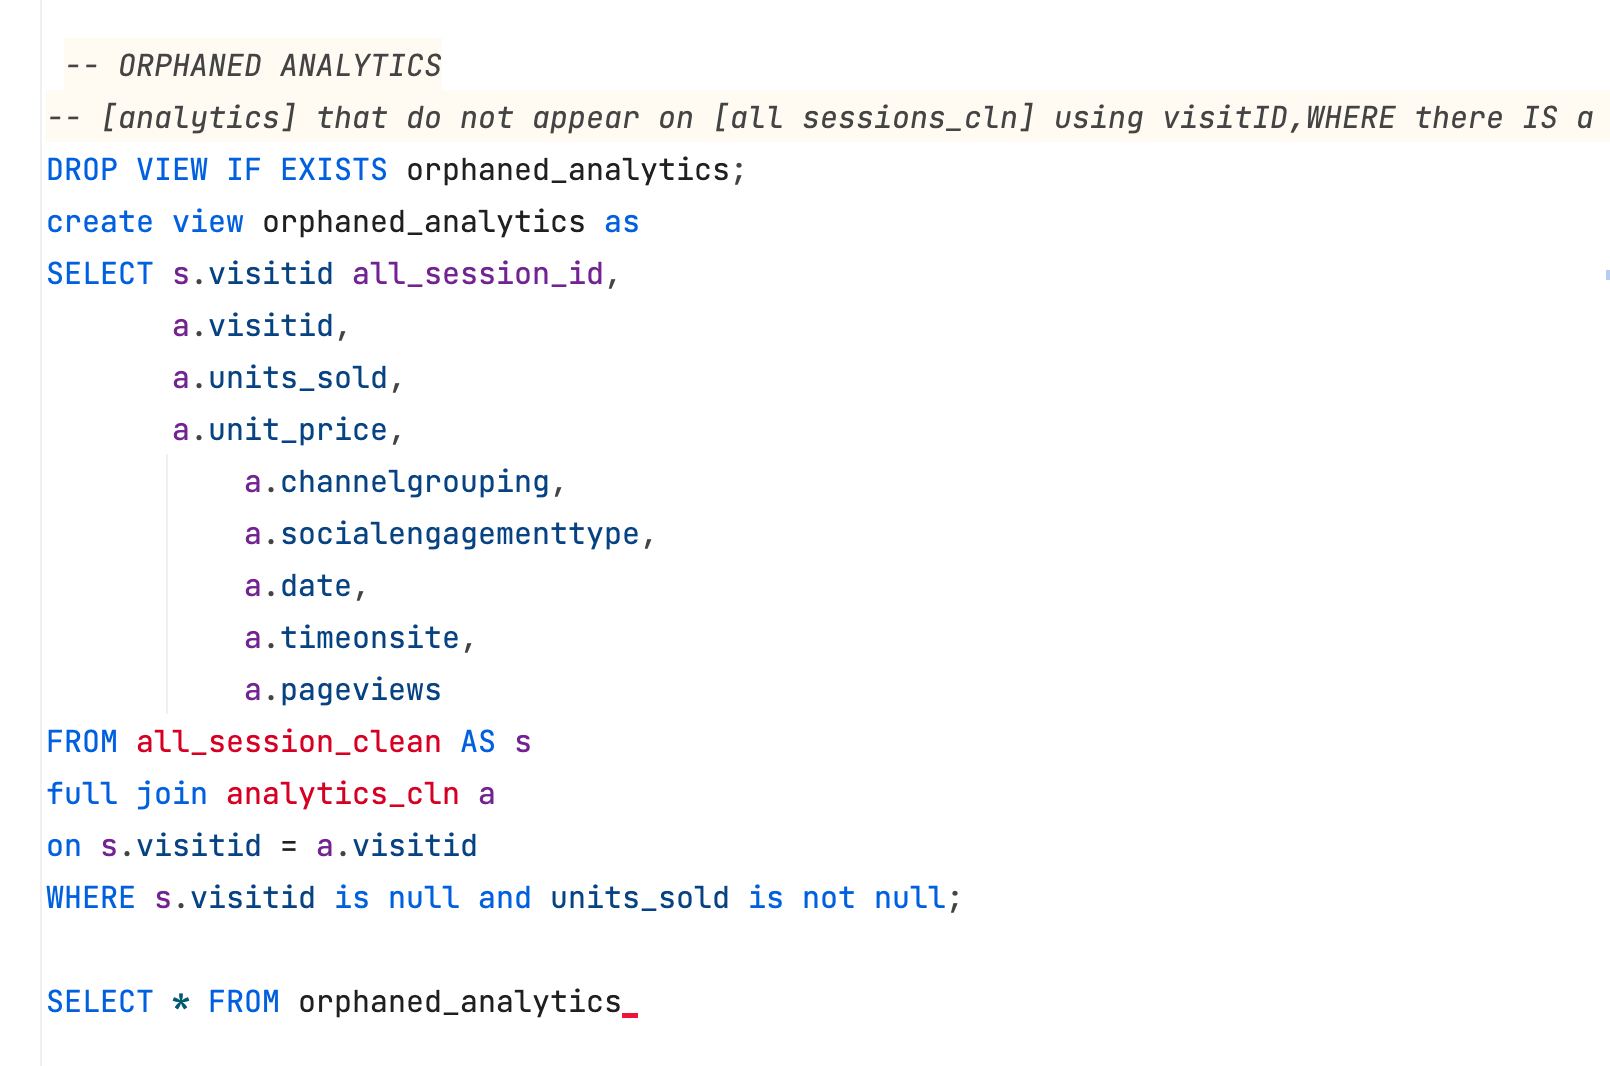 -- ORPHANED ANALYTICS
-- [analytics] that do not appear on [all sessions_cln] using visitID,WHERE there IS a
DROP VIEW IF EXISTS orphaned_analytics;
create view orphaned_analytics as
SELECT s.visitid all_session_id,
a.visitid,
a.units_sold,
a.unit_price,
a.channelgrouping,
a.socialengagementtype,
a.date,
a.timeonsite,
a.pageviews
FROM all_session_clean AS s
full join analytics_cln a
on s.visitid = a.visitid
WHERE s.visitid is null and units_sold is not null;
SELECT * FROM orphaned_analytics